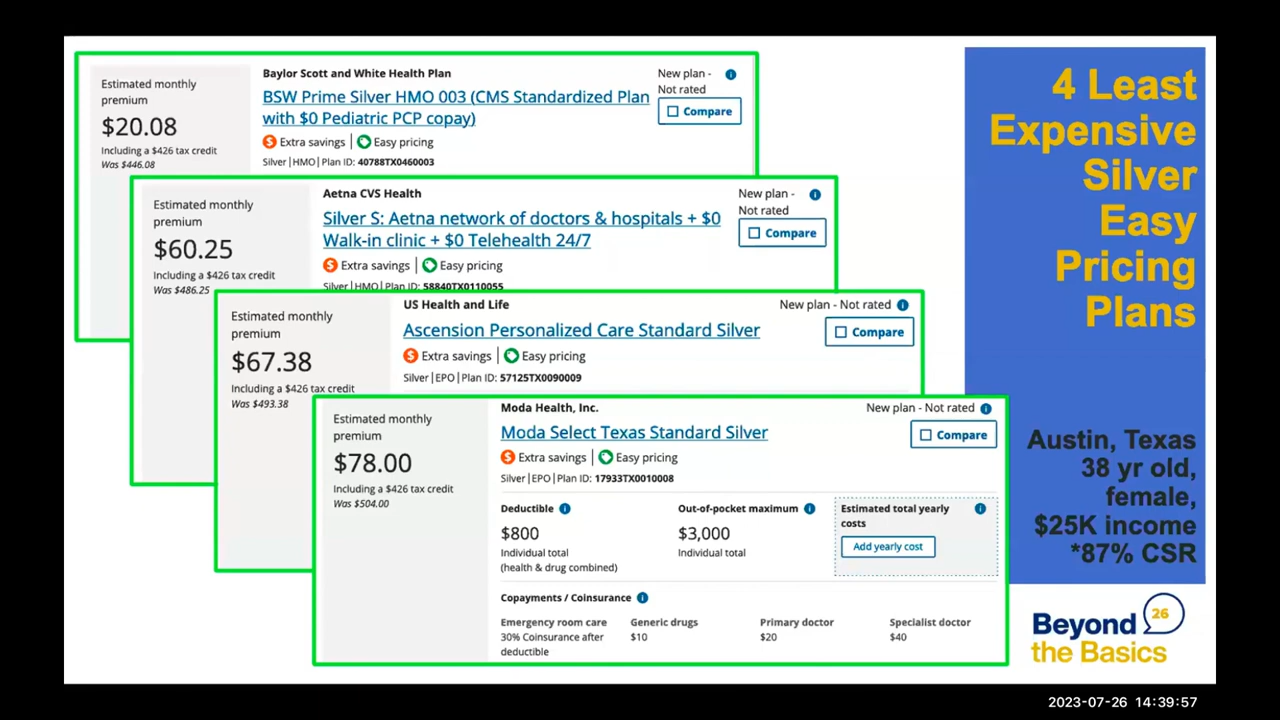 Estimated monthly
premium
$20.08
Including a $426 tax credit
Was $446.08
Baylor Scott and White Health Plan
BSW Prime Silver HMO 003 (CMS Standardized Plan
with $0 Pediatric PCP copay)
Extra savings | Easy pricing
Silver | HMO | Plan ID: 40788TX0460003
New plan -
Not rated
Compare
Estimated monthly
premium
$60.25
Including a $426 tax credit
Was $486.25
Aetna CVS Health
Silver S: Aetna network of doctors & hospitals + $0
Walk-in clinic + $0 Telehealth 24/7
Extra savings | Easy pricing
Silver | HMO | Plan ID: 58840TX0110055
New plan -
Not rated
Compare
Estimated monthly
premium
$67.38
Including a $426 tax credit
Was $493.38
US Health and Life
Ascension Personalized Care Standard Silver
Extra savings | Easy pricing
Silver | EPO | Plan ID: 57125TX0090009
New plan - Not rated
Compare
Estimated monthly
premium
$78.00
Including a $426 tax credit
Was $504.00
Moda Health, Inc.
Moda Select Texas Standard Silver
Extra savings | Easy pricing
Silver | EPO | Plan ID: 17933TX0010008
New plan - Not rated
Compare
Deductible
$800
Individual total
(health & drug combined)
Out-of-pocket maximum
$3,000
Individual total
Estimated total yearly
costs
Add yearly cost
Copayments / Coinsurance
Emergency room care
30% Coinsurance after
deductible
Generic drugs
$10
Primary doctor
$20
Specialist doctor
$40
4 Least
Expensive
Silver
Easy
Pricing
Plans
Austin, Texas
38 yr old,
female,
$25K income
*87% CSR
26
Beyond
the Basics
2023-07-26 14:39:57